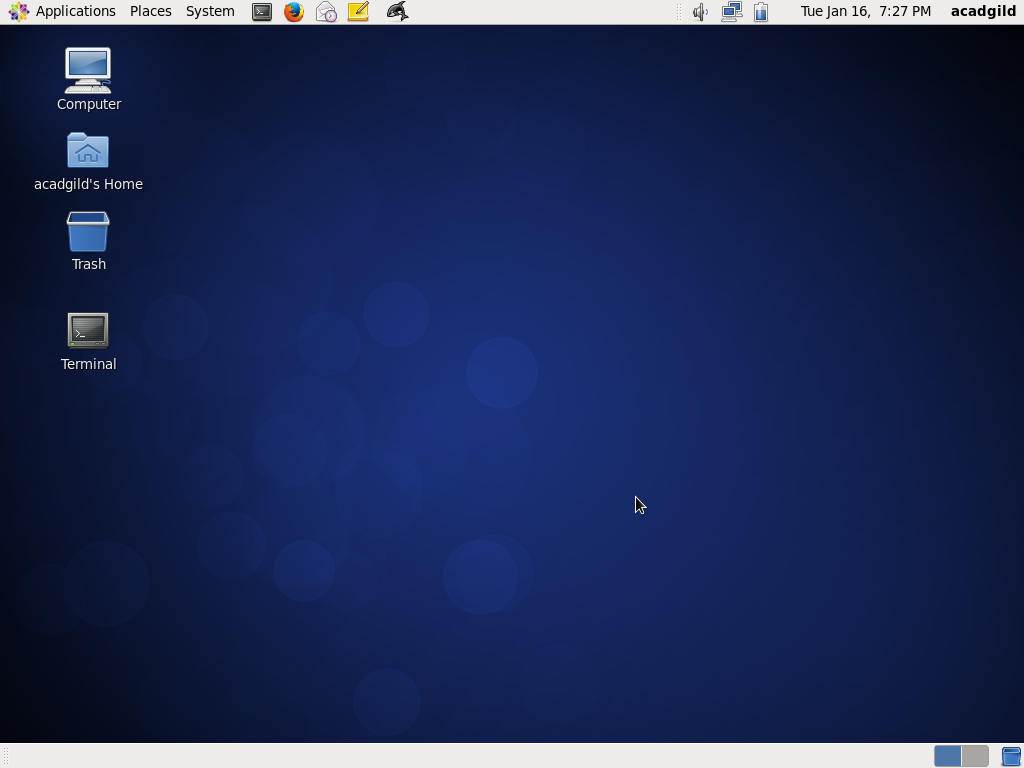 Applications Places System Tue Jan 16, 7:27 PM acadgild
Computer
acadgild's Home
Trash
Terminal